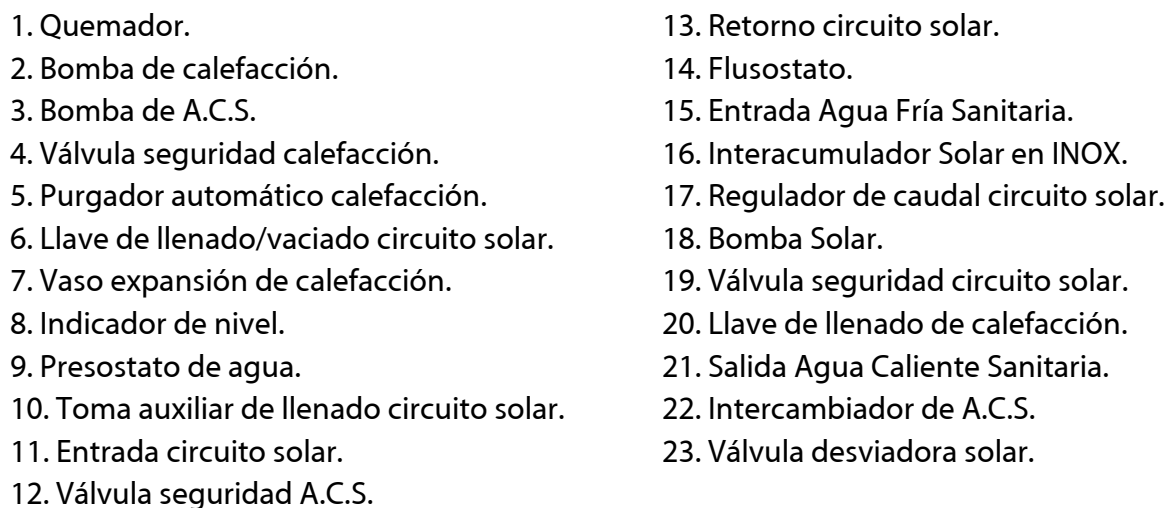 1. Quemador.
2. Bomba de calefacción.
3. Bomba de A.C.S.
4. Válvula seguridad calefacción.
5. Purgador automático calefacción.
6. Llave de llenado/vaciado circuito solar.
7. Vaso expansión de calefacción.
8. Indicador de nivel.
9. Presostato de agua.
10. Toma auxiliar de llenado circuito solar.
11. Entrada circuito solar.
12. Válvula seguridad A.C.S.
13. Retorno circuito solar.
14. Flusostato.
15. Entrada Agua Fría Sanitaria.
16. Interacumulador Solar en INOX.
17. Regulador de caudal circuito solar.
18. Bomba Solar.
19. Válvula seguridad circuito solar.
20. Llave de llenado de calefacción.
21. Salida Agua Caliente Sanitaria.
22. Intercambiador de A.C.S.
23. Válvula desviadora solar.